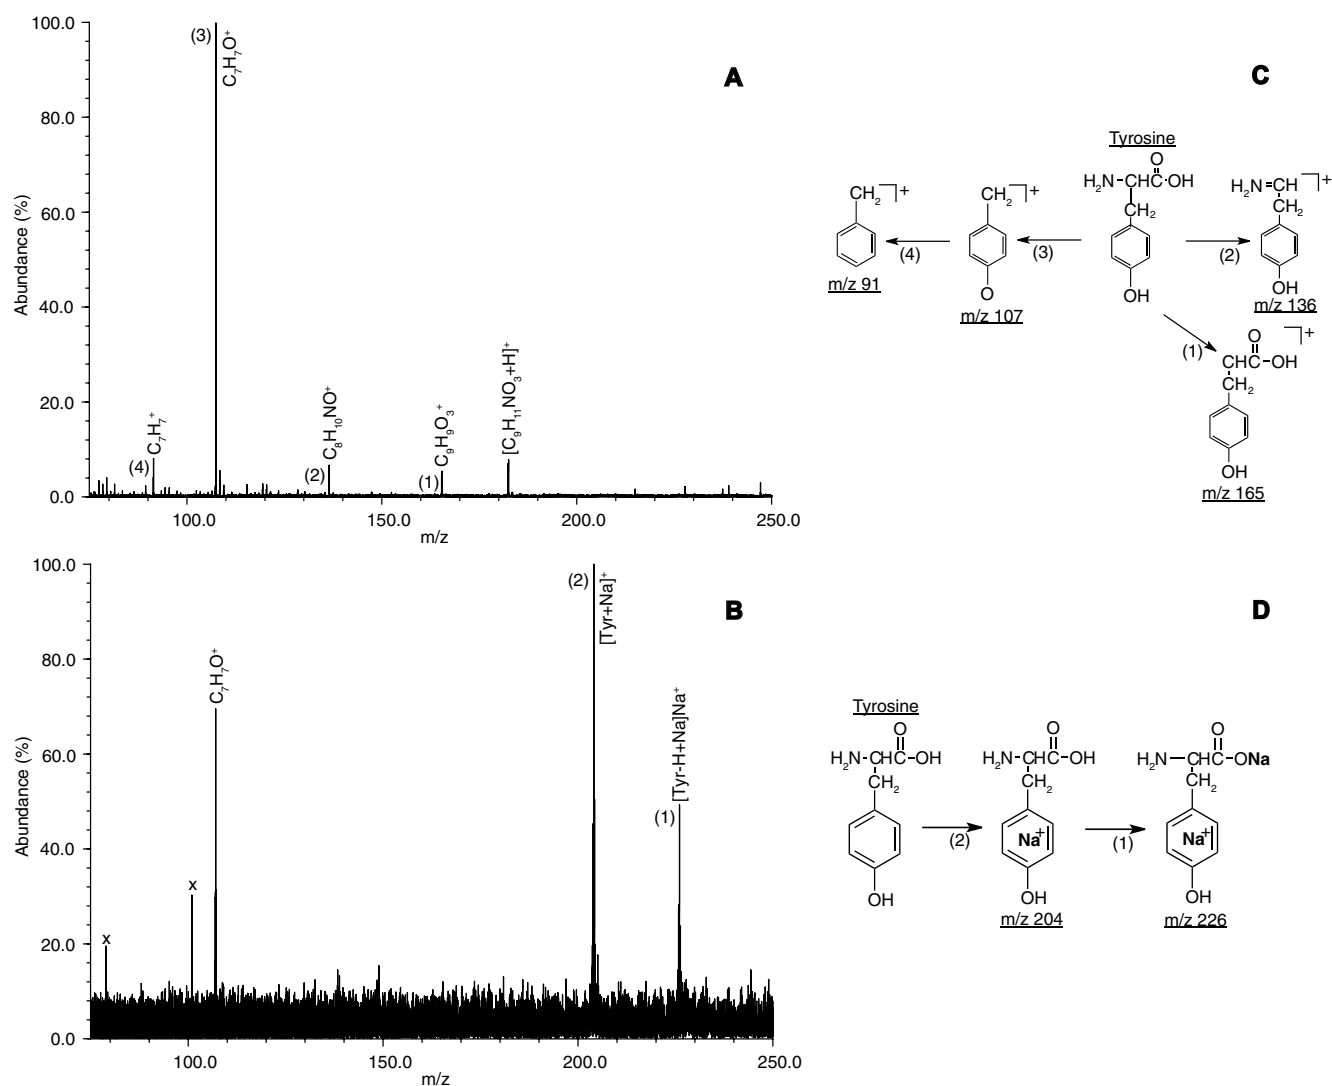 A
Abundance (%)
100.0
80.0
60.0
40.0
20.0
0.0
(3)
C₇H₇O⁺
(4)
C₇H₇⁺
(2)
C₈H₁₀NO⁺
(1)
C₉H₉O₃⁺
[C₉H₁₁NO₃+H]⁺
100.0 150.0 200.0 250.0
m/z
C
Tyrosine
H₂N-CHC-OH
O
CH₂
OH
(3)
CH₂ +
O
m/z 107
(4)
CH₂ +
m/z 91
(2)
H₂N=CH +
CH₂
OH
m/z 136
(1)
O +
CHC-OH
CH₂
OH
m/z 165
B
Abundance (%)
100.0
80.0
60.0
40.0
20.0
0.0
x
x
C₇H₇O⁺
(2)
[Tyr+Na]⁺
(1)
[Tyr-H+Na]Na⁺
100.0 150.0 200.0 250.0
m/z
D
Tyrosine
O
H₂N-CHC-OH
CH₂
OH
(2)
O
H₂N-CHC-OH
CH₂
Na⁺
OH
m/z 204
(1)
O
H₂N-CHC-ONa
CH₂
Na⁺
OH
m/z 226